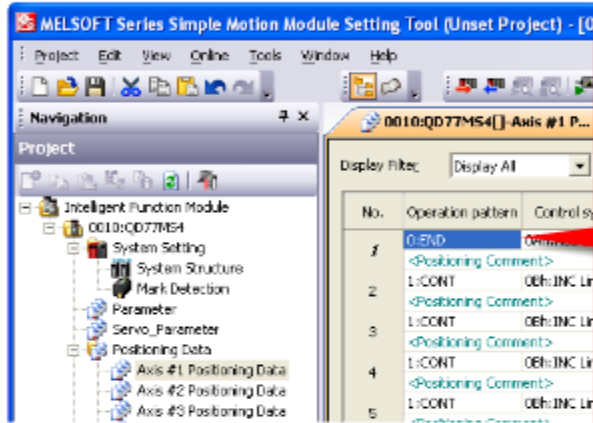 MELSOFT Series Simple Motion Module Setting Tool (Unset Project) - [0
Project Edit View Online Tools Window Help
Navigation
0010:QD77MS4[]-Axis #1 P...
Project
Display Filter Display All
Intelligent Function Module
0010:QD77MS4
System Setting
System Structure
Mark Detection
Parameter
Servo_Parameter
Positioning Data
Axis #1 Positioning Data
Axis #2 Positioning Data
Axis #3 Positioning Data
No. Operation pattern Control sy
1 0:END
<Positioning Comment>
2 1:CONT 0Bh:INC Lin
<Positioning Comment>
3 1:CONT 0Bh:INC Lin
<Positioning Comment>
4 1:CONT 0Bh:INC Lin
<Positioning Comment>
5 1:CONT 0Bh:INC Lin
<Positioning Comment>